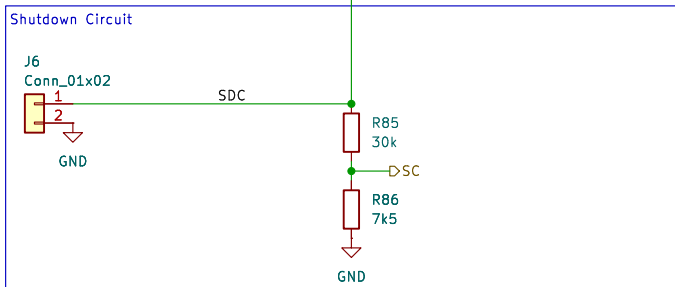 Shutdown Circuit
J6
Conn_01x02
1
2
GND
SDC
R85
30k
SC
R86
7k5
GND